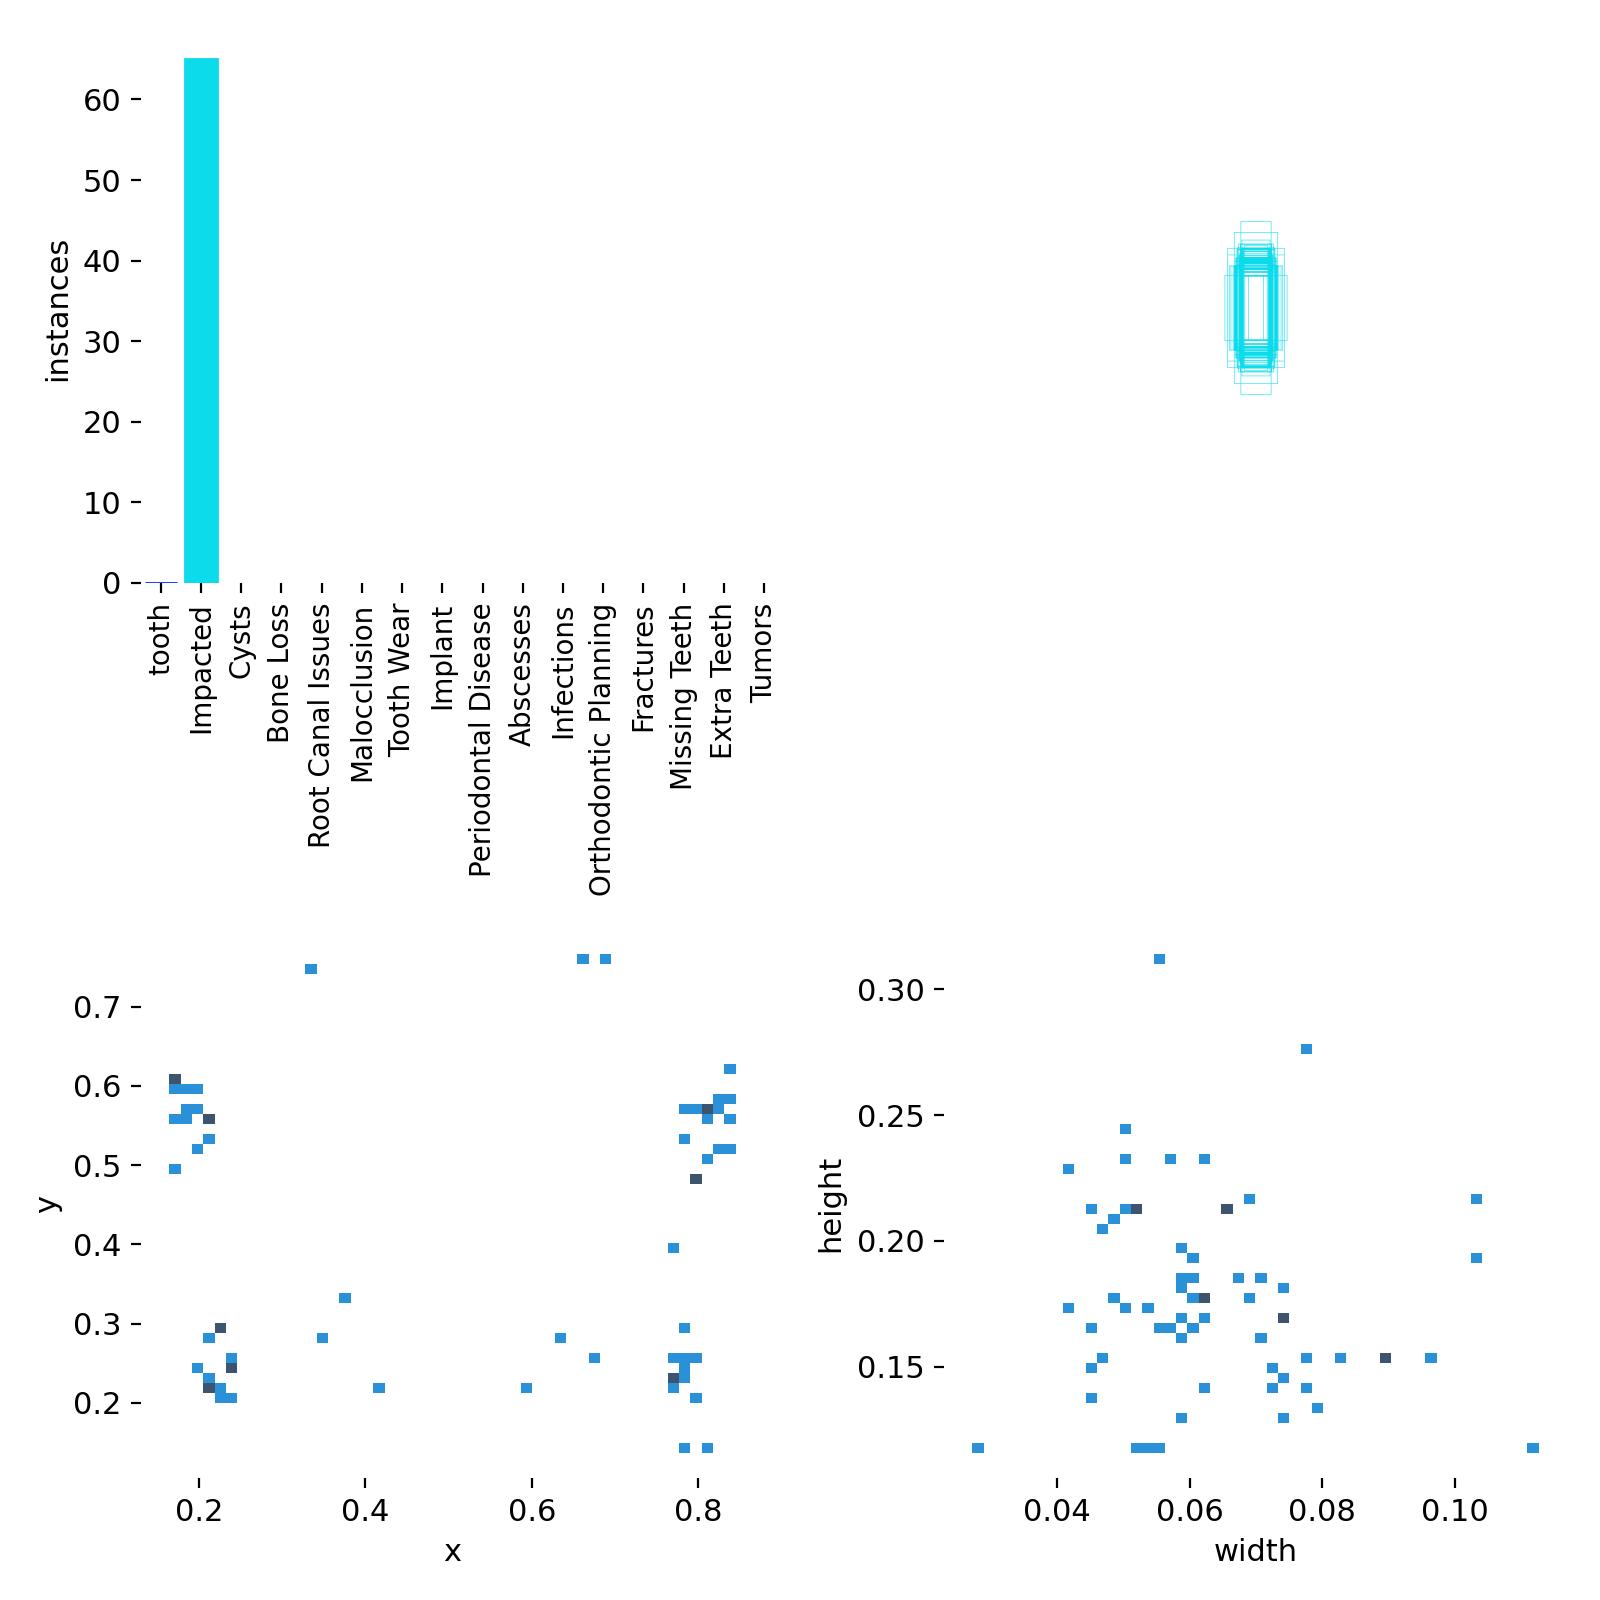 60
50
40
30
20
10
0
instances
tooth
Impacted
Cysts
Bone Loss
Root Canal Issues
Malocclusion
Tooth Wear
Implant
Periodontal Disease
Abscesses
Infections
Orthodontic Planning
Fractures
Missing Teeth
Extra Teeth
Tumors
0.7
0.6
0.5
0.4
0.3
0.2
y
0.2 0.4 0.6 0.8
x
0.30
0.25
0.20
0.15
height
0.04 0.06 0.08 0.10
width